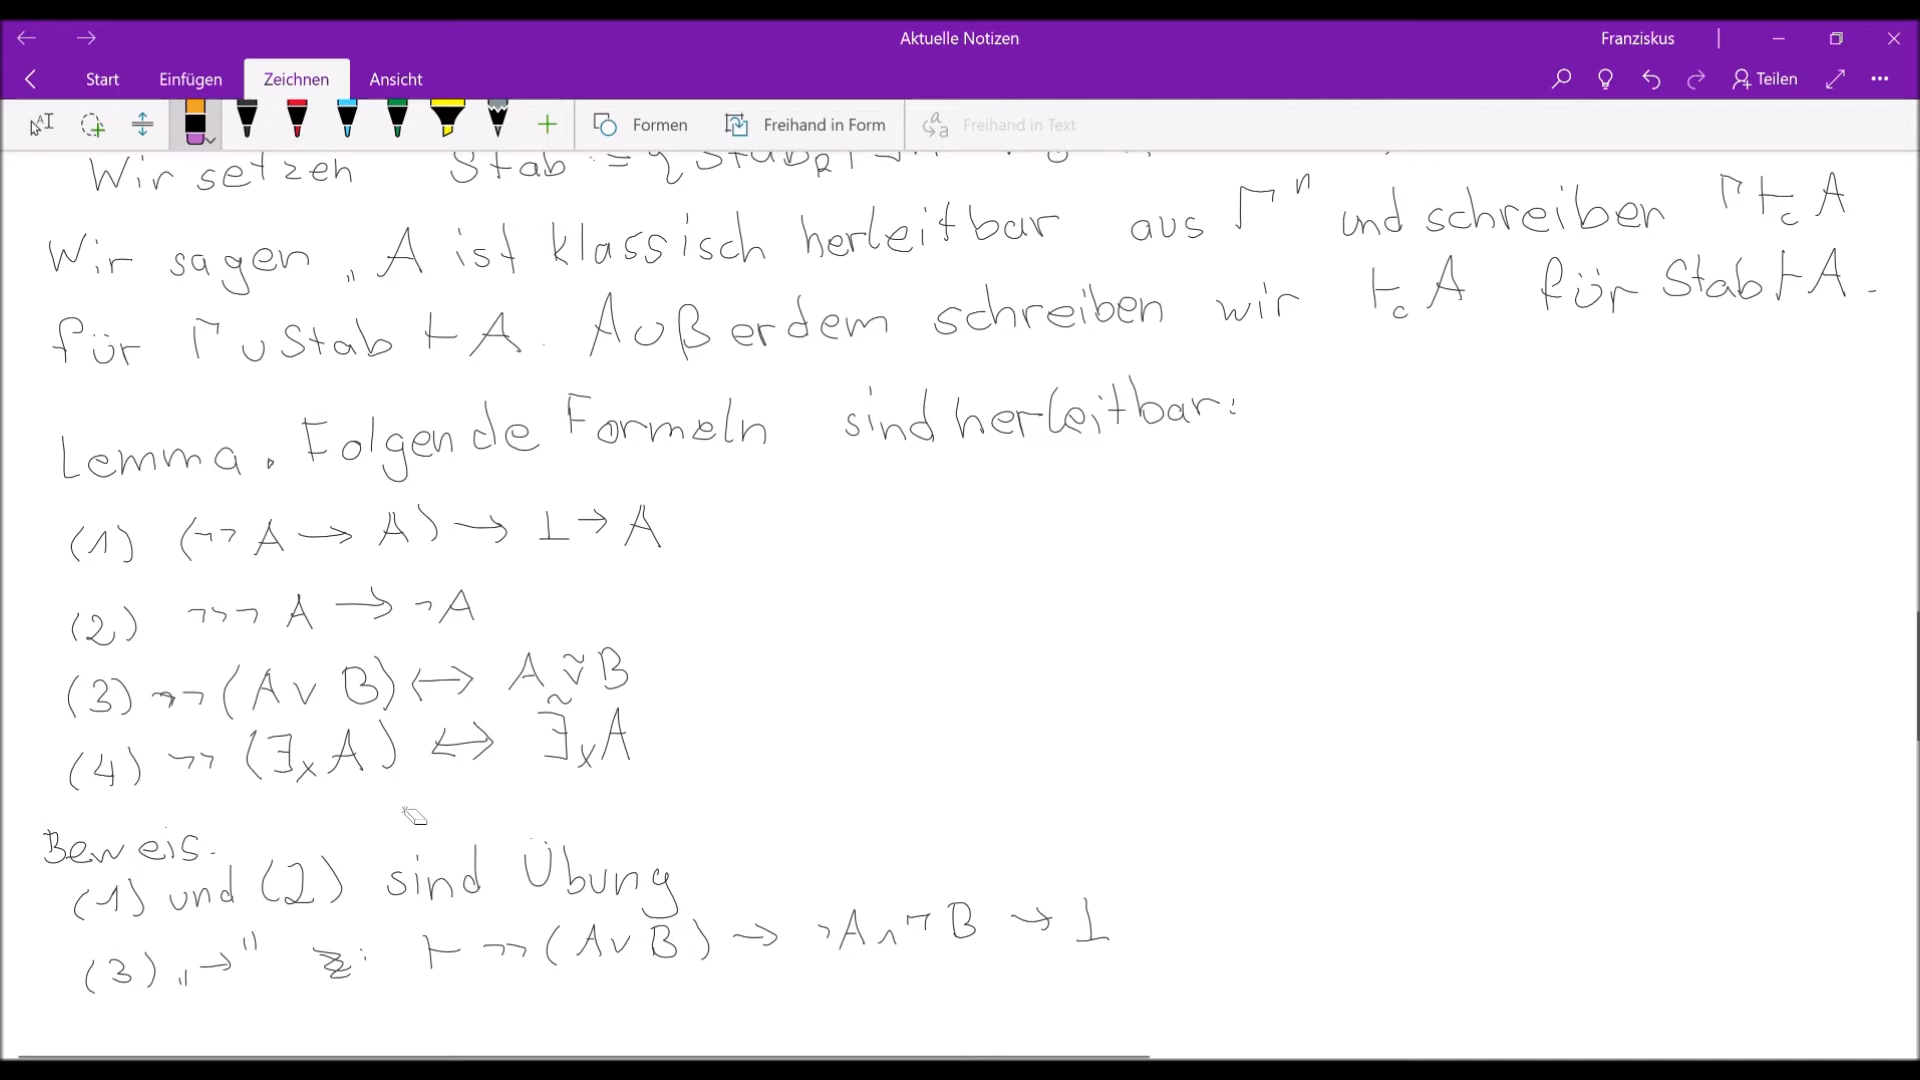 Aktuelle Notizen
Franziskus
Start Einfügen Zeichnen Ansicht
Teilen
Formen Freihand in Form Freihand in Text
Wir setzen Stab :=
Wir sagen „A ist klassisch herleitbar aus Γ" und schreiben Γ ⊢c A
für Γ ∪ Stab ⊢ A. Außerdem schreiben wir ⊢c A für Stab ⊢ A.
Lemma. Folgende Formeln sind herleitbar:
(1) (¬¬A → A) → ⊥ → A
(2) ¬¬¬A → ¬A
(3) ¬¬(A ∨ B) ↔ A ∨̃ B
(4) ¬¬(∃ₓA) ↔ ∃̃ₓA
Beweis.
(1) und (2) sind Übung
(3) „→" Z: ⊢ ¬¬(A ∨ B) → ¬A ∧ ¬B → ⊥